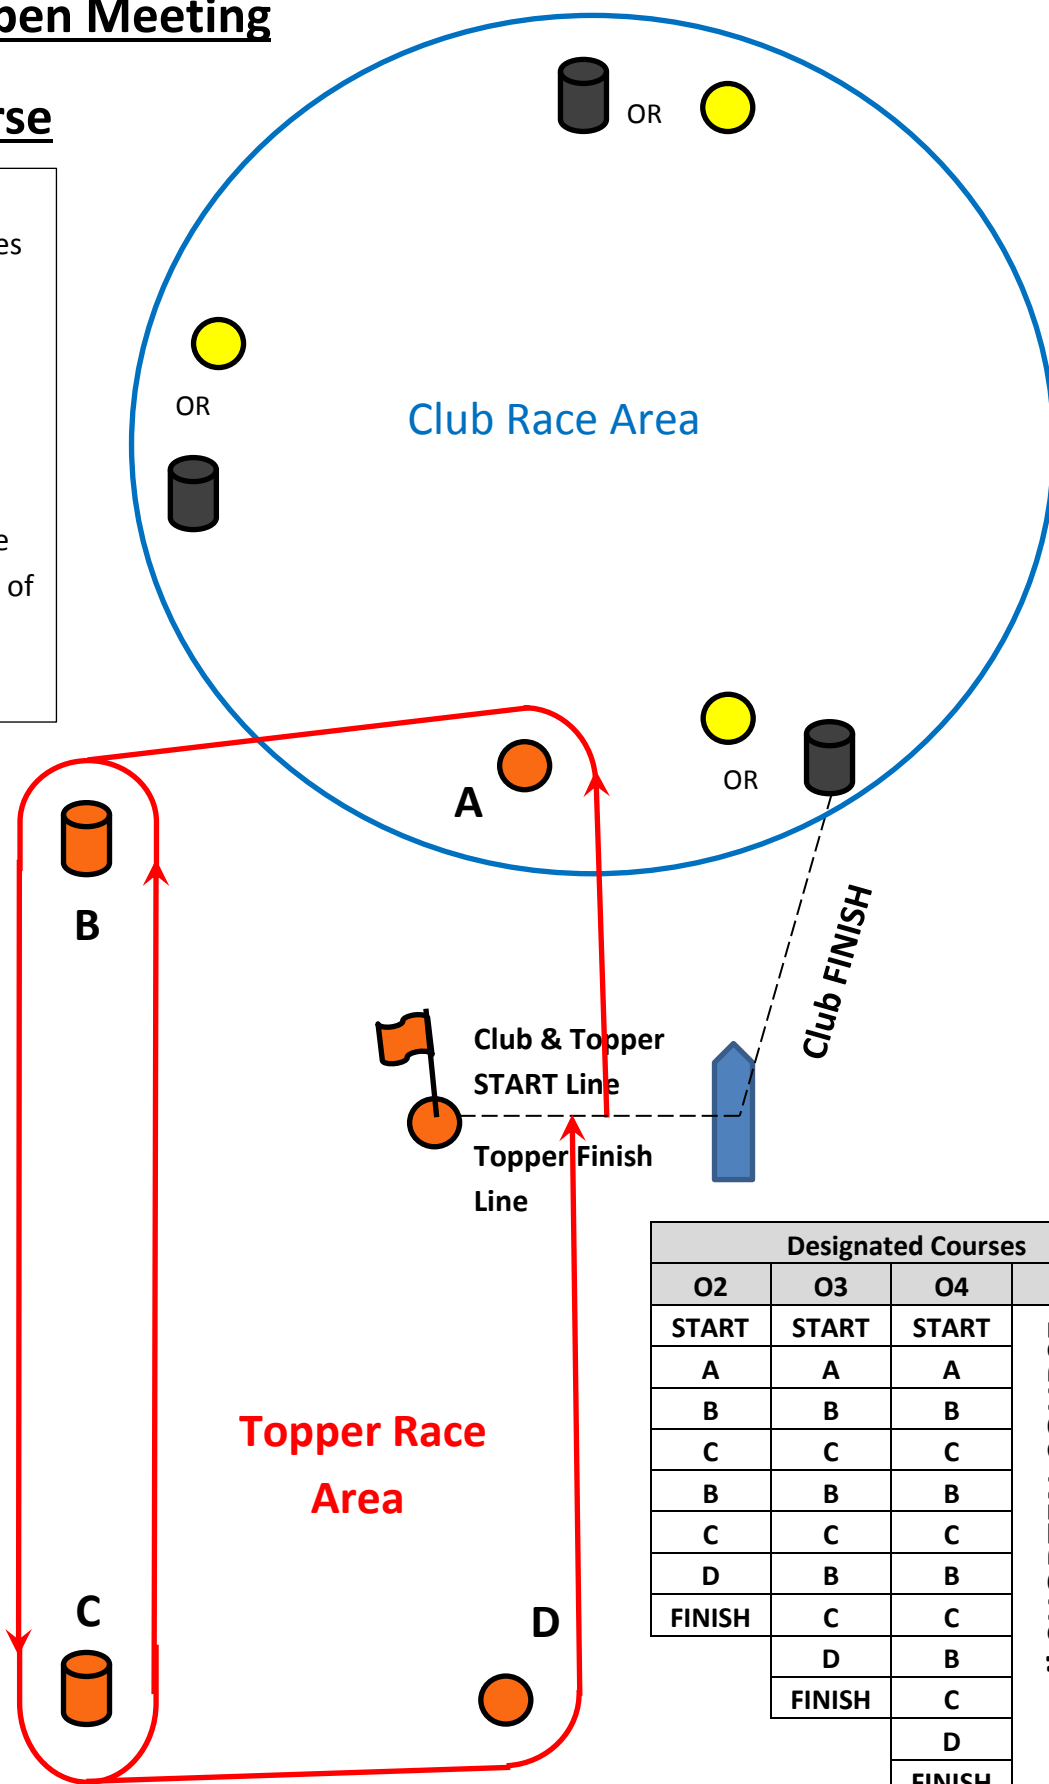 pen Meeting
rse
es
e
of
OR
OR
Club Race Area
OR
A
B
Club FINISH
Club & Topper
START Line
Topper Finish
Line
Topper Race
Area
C
D
Designated Courses
O2 O3 O4
START START START
A A A
B B B
C C C
B B B
C C C
D B B
FINISH C C
D B
FINISH C
D
FINISH